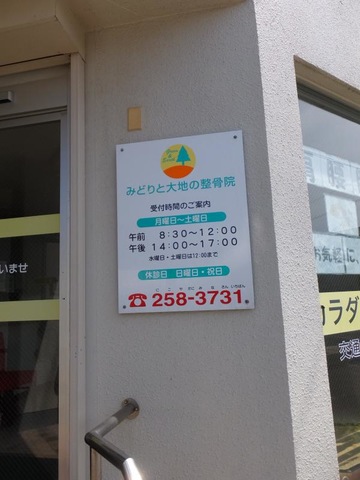 みどりと大地の整骨院
受付時間のご案内
月曜日～土曜日
午前 8:30～12:00
午後 14:00～17:00
水曜日・土曜日は12:00まで
休診日 日曜日・祝日
☎258-3731
いませ
お気軽に
カラダ
交通